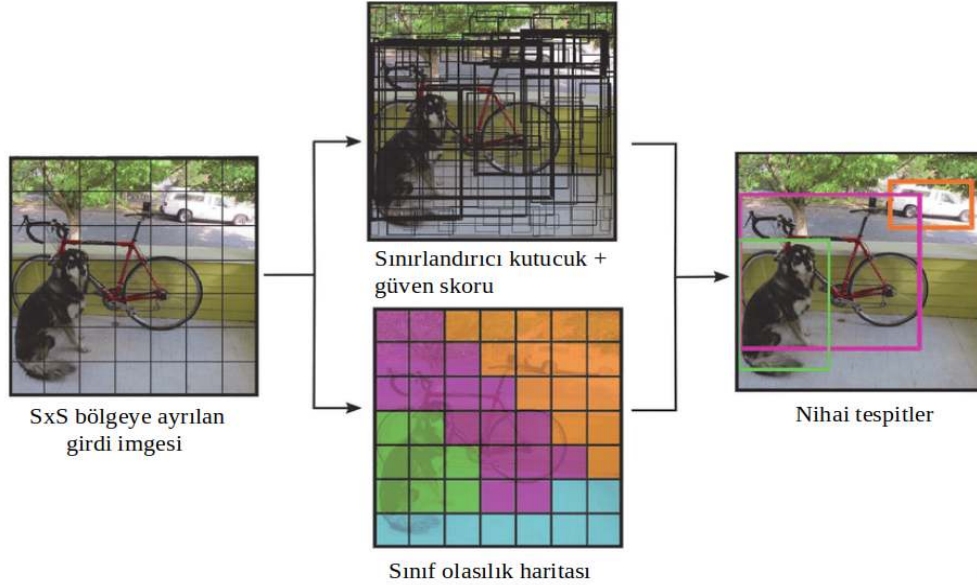 Sınırlandırıcı kutucuk +
güven skoru
SxS bölgeye ayrılan
girdi imgesi
Nihai tespitler
Sınıf olasılık haritası